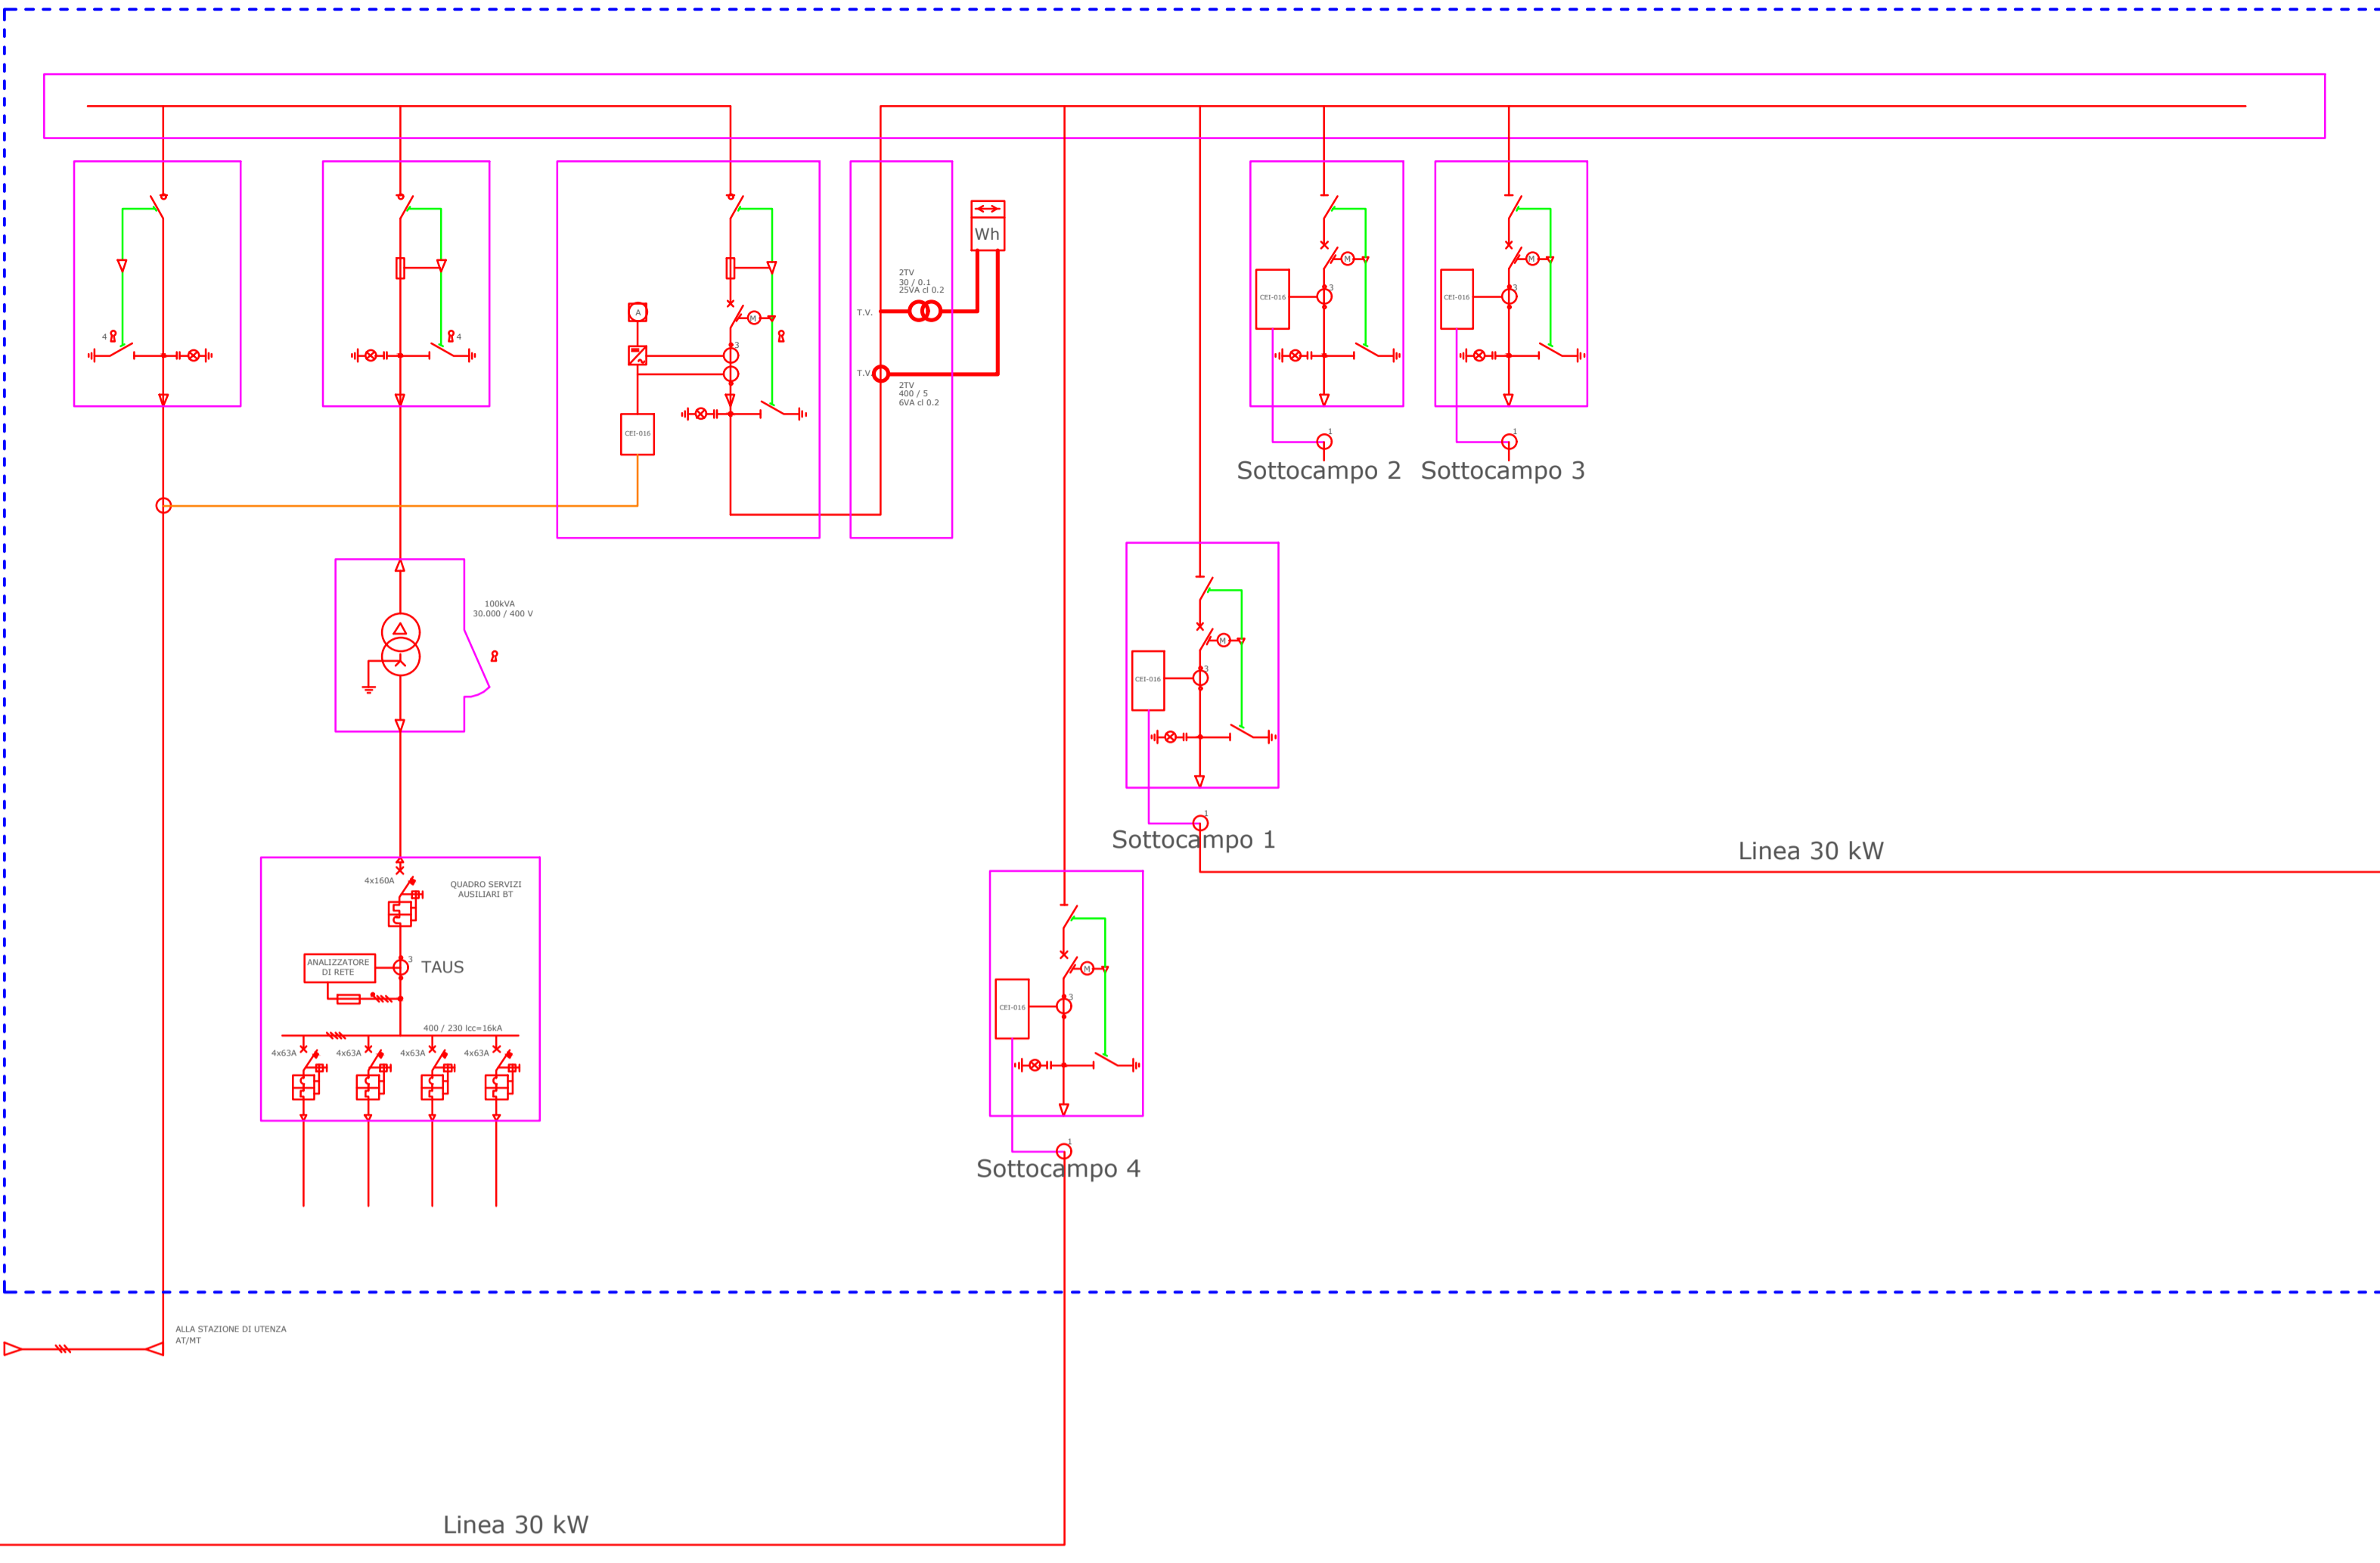 Wh
2TV
30 / 0.1
25VA cl 0.2
T.V.
T.V.
2TV
400 / 5
6VA cl 0.2
4
4
A
M
3
CEI-016
M
CEI-016
3
1
Sottocampo 2
M
CEI-016
3
1
Sottocampo 3
100kVA
30.000 / 400 V
M
CEI-016
3
1
Sottocampo 1
Linea 30 kW
4x160A
QUADRO SERVIZI
AUSILIARI BT
ANALIZZATORE
DI RETE
3
TAUS
400 / 230 Icc=16kA
4x63A
4x63A
4x63A
4x63A
M
CEI-016
3
1
Sottocampo 4
ALLA STAZIONE DI UTENZA
AT/MT
Linea 30 kW